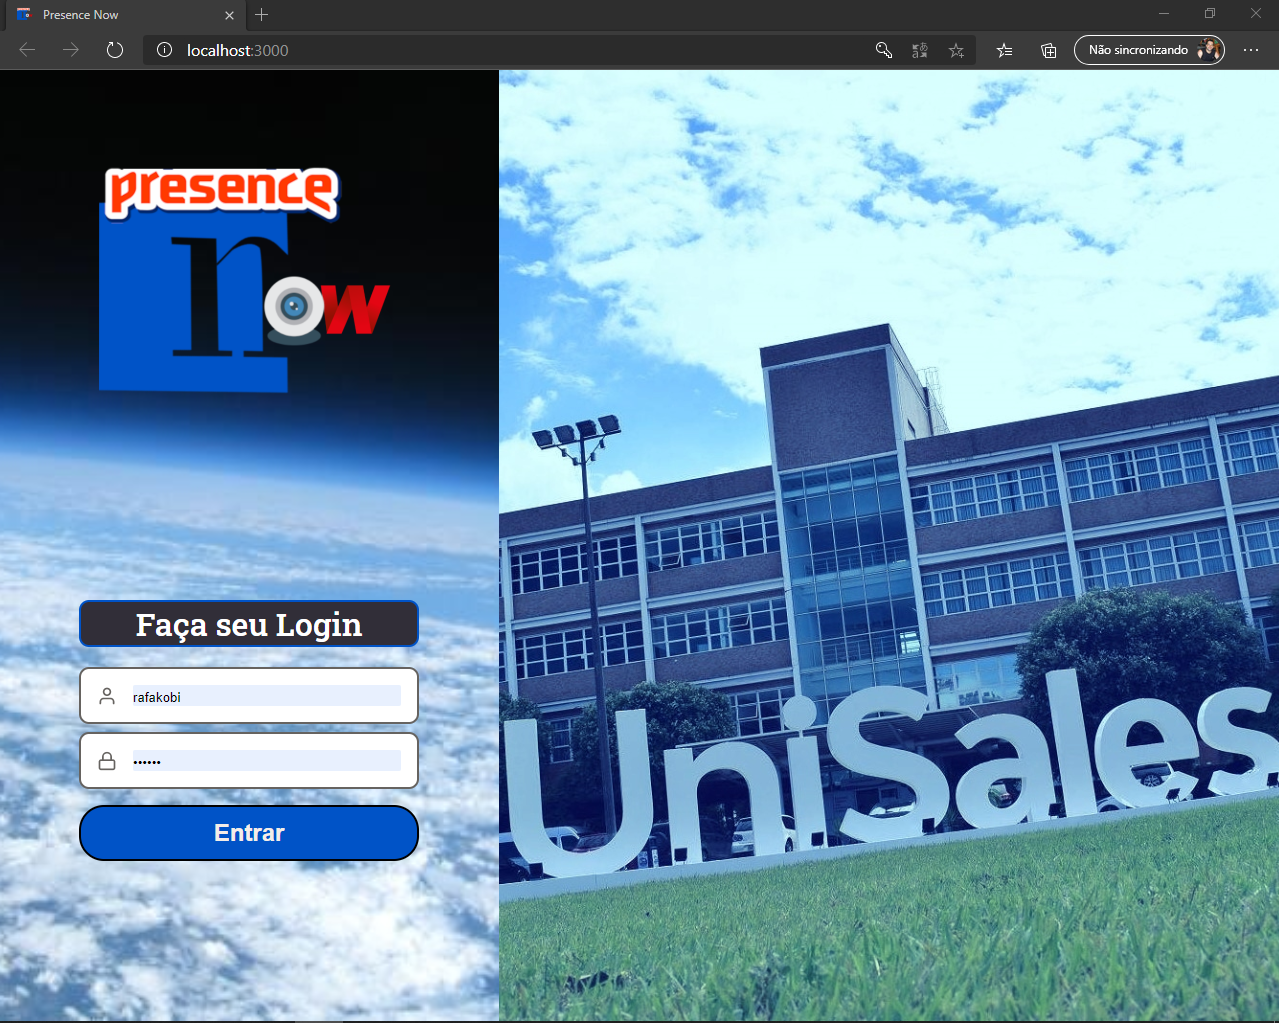 Presence Now
localhost:3000
Não sincronizando
presence
now
Faça seu Login
rafakobi
••••••
Entrar
UniSales